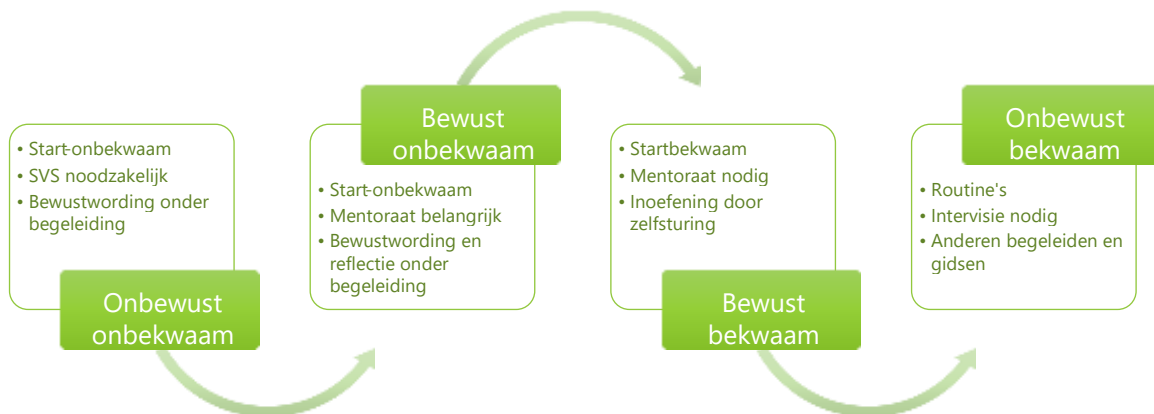 • Start-onbekwaam
• SVS noodzakelijk
• Bewustwording onder
begeleiding
Onbewust
onbekwaam
Bewust
onbekwaam
• Start-onbekwaam
• Mentoraat belangrijk
• Bewustwording en
reflectie onder
begeleiding
• Startbekwaam
• Mentoraat nodig
• Inoefening door
zelfsturing
Bewust
bekwaam
Onbewust
bekwaam
• Routine's
• Intervisie nodig
• Anderen begeleiden en
gidsen